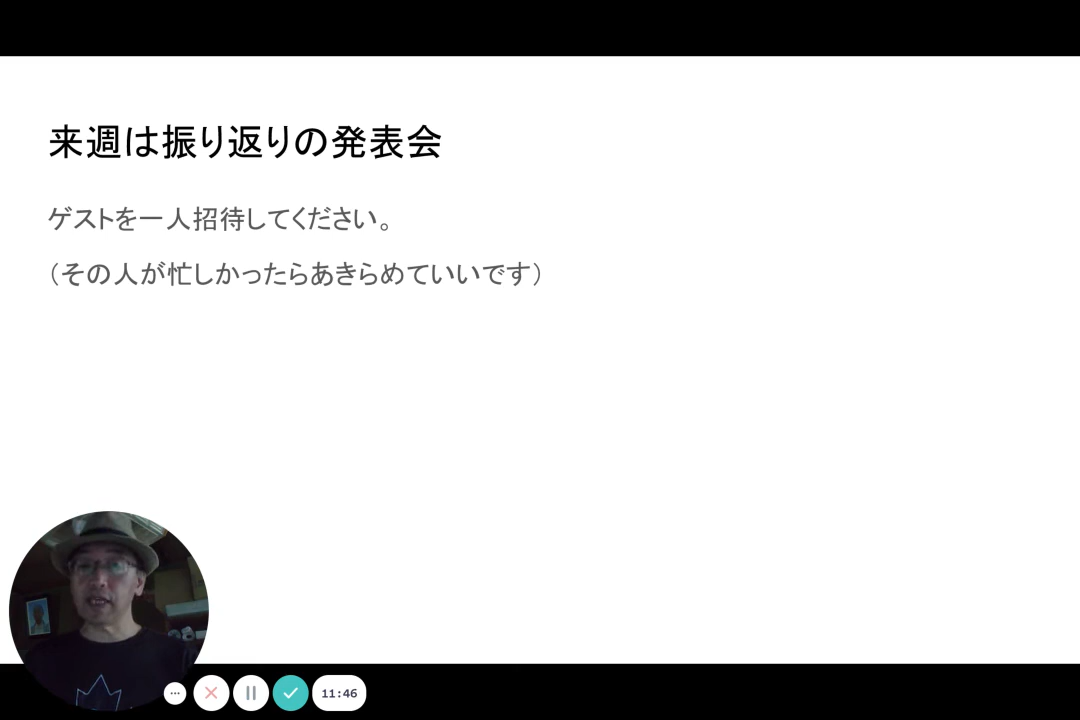 来週は振り返りの発表会
ゲストを一人招待してください。
（その人が忙しかったらあきらめていいです）
11:46